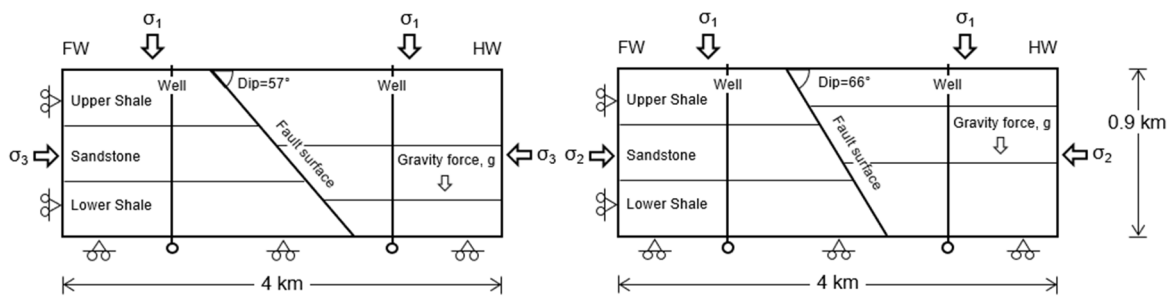 σ1
σ1
FW
HW
Well
Well
Dip=57°
Upper Shale
Fault surface
Sandstone
Gravity force, g
σ3
σ3
Lower Shale
4 km
σ1
σ1
FW
HW
Well
Well
Dip=66°
Upper Shale
Fault surface
Gravity force, g
0.9 km
σ2
Sandstone
σ2
Lower Shale
4 km